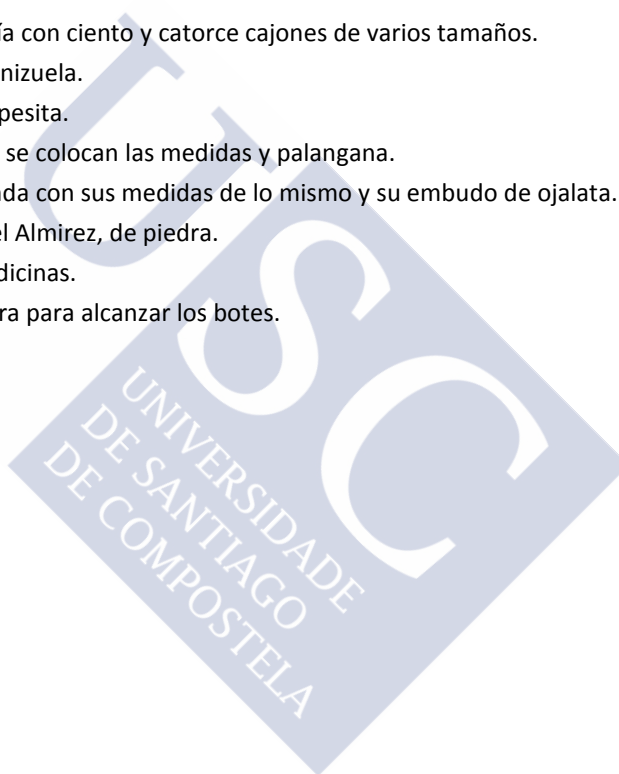 ía con ciento y catorce cajones de varios tamaños.
nizuela.
pesita.
se colocan las medidas y palangana.
da con sus medidas de lo mismo y su embudo de ojalata.
el Almirez, de piedra.
dicinas.
ra para alcanzar los botes.
USC
UNIVERSIDADE
DE SANTIAGO
DE COMPOSTELA